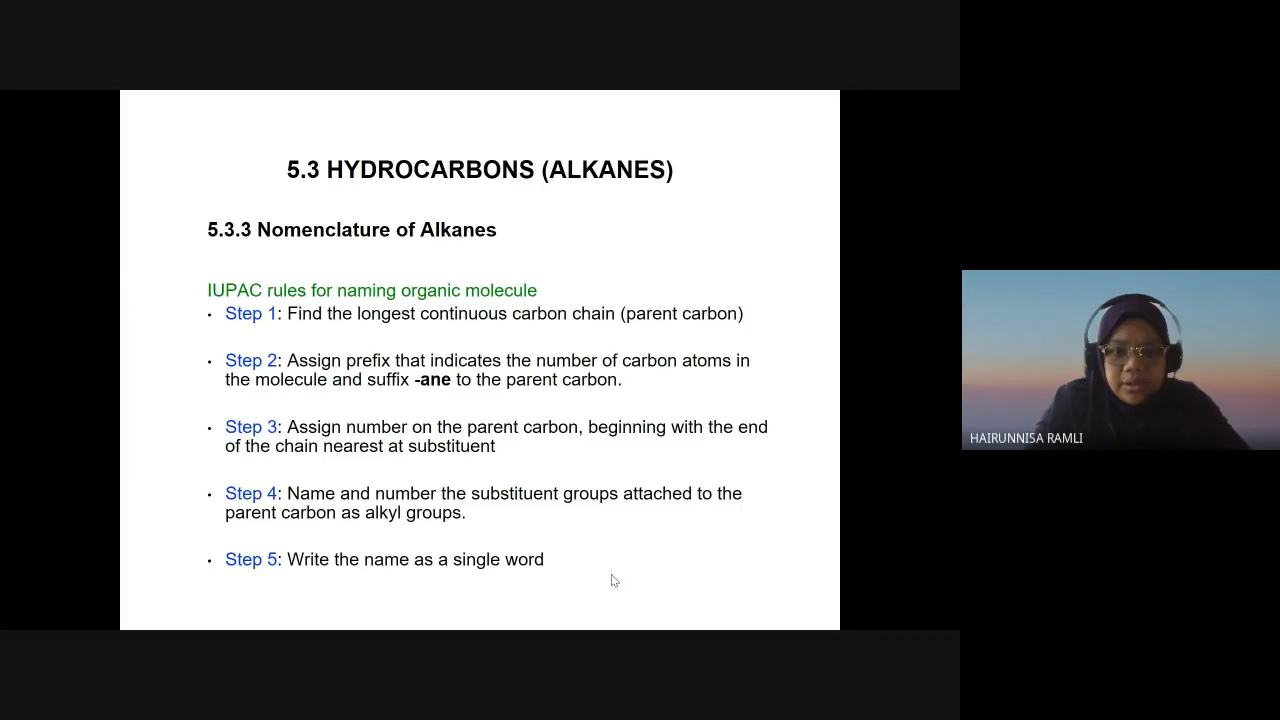 5.3 HYDROCARBONS (ALKANES)
5.3.3 Nomenclature of Alkanes
IUPAC rules for naming organic molecule
• Step 1: Find the longest continuous carbon chain (parent carbon)
• Step 2: Assign prefix that indicates the number of carbon atoms in
the molecule and suffix -ane to the parent carbon.
• Step 3: Assign number on the parent carbon, beginning with the end
of the chain nearest at substituent
• Step 4: Name and number the substituent groups attached to the
parent carbon as alkyl groups.
• Step 5: Write the name as a single word
HAIRUNNISA RAMLI